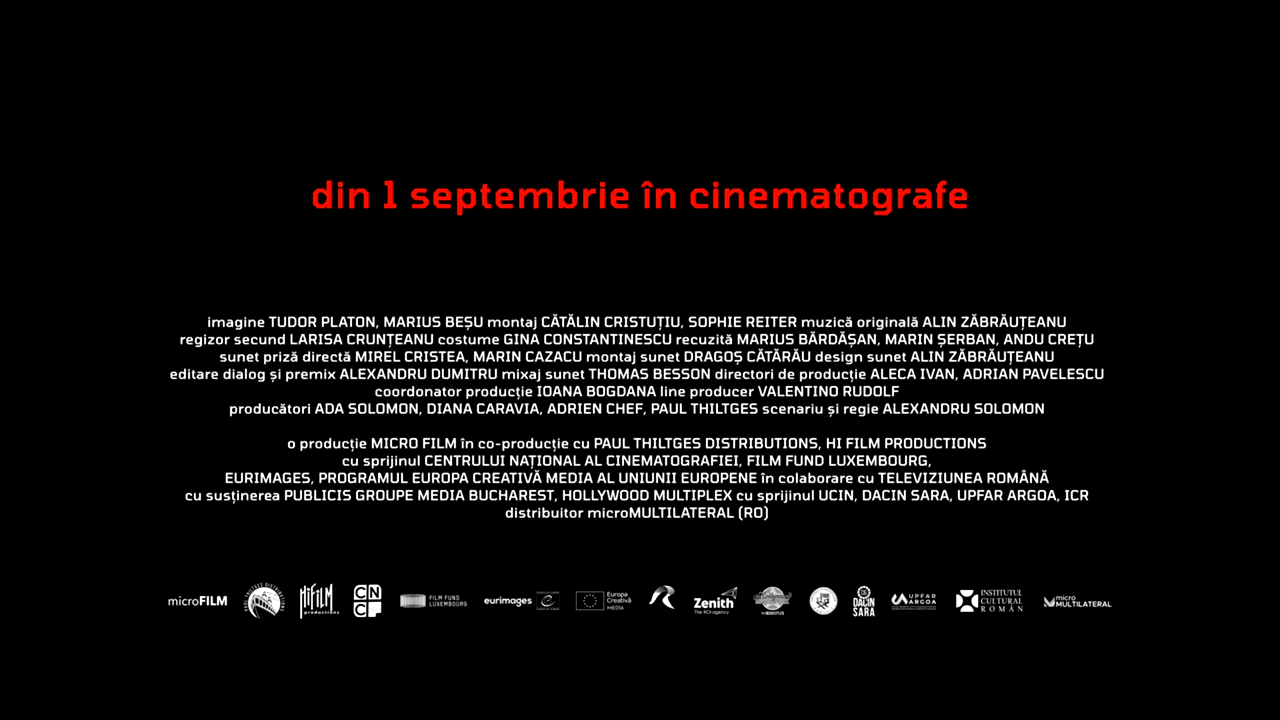 din 1 septembrie în cinematografe
imagine TUDOR PLATON, MARIUS BEȘU montaj CĂTĂLIN CRISTUȚIU, SOPHIE REITER muzică originală ALIN ZĂBRĂUȚEANU
regizor secund LARISA CRUNȚEANU costume GINA CONSTANTINESCU recuzită MARIUS BĂRDĂȘAN, MARIN ȘERBAN, ANDU CREȚU
sunet priză directă MIREL CRISTEA, MARIN CAZACU montaj sunet DRAGOȘ CĂTĂRĂU design sunet ALIN ZĂBRĂUȚEANU
editare dialog și premix ALEXANDRU DUMITRU mixaj sunet THOMAS BESSON directori de producție ALECA IVAN, ADRIAN PAVELESCU
coordonator producție IOANA BOGDANA line producer VALENTINO RUDOLF
producători ADA SOLOMON, DIANA CARAVIA, ADRIEN CHEF, PAUL THILTGES scenariu și regie ALEXANDRU SOLOMON
o producție MICRO FILM în co-producție cu PAUL THILTGES DISTRIBUTIONS, HI FILM PRODUCTIONS
cu sprijinul CENTRULUI NAȚIONAL AL CINEMATOGRAFIEI, FILM FUND LUXEMBOURG,
EURIMAGES, PROGRAMUL EUROPA CREATIVĂ MEDIA AL UNIUNII EUROPENE în colaborare cu TELEVIZIUNEA ROMÂNĂ
cu susținerea PUBLICIS GROUPE MEDIA BUCHAREST, HOLLYWOOD MULTIPLEX cu sprijinul UCIN, DACIN SARA, UPFAR ARGOA, ICR
distribuitor microMULTILATERAL (RO)
microFILM
HiFILM
productions
CNC
FILM FUND
LUXEMBOURG
eurimages
Europa
Creativă
MEDIA
Zenith
The ROI agency
DACIN
SARA
UPFAR
ARGOA
INSTITUTUL
CULTURAL
ROMÂN
micro
MULTILATERAL